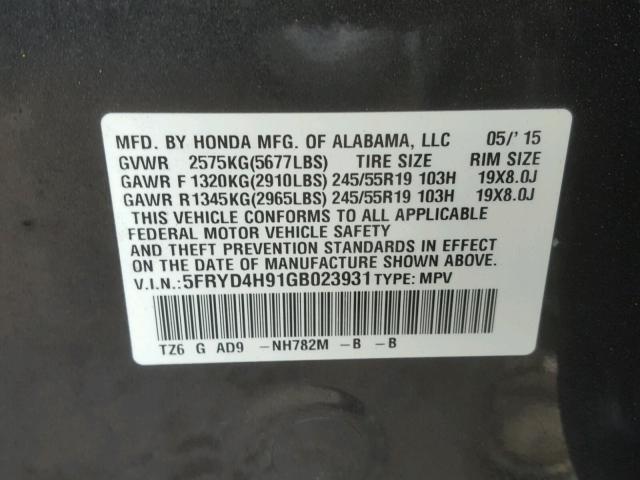 MFD. BY HONDA MFG. OF ALABAMA, LLC 05/' 15
GVWR 2575KG(5677LBS) TIRE SIZE RIM SIZE
GAWR F 1320KG(2910LBS) 245/55R19 103H 19X8.0J
GAWR R 1345KG(2965LBS) 245/55R19 103H 19X8.0J
THIS VEHICLE CONFORMS TO ALL APPLICABLE
FEDERAL MOTOR VEHICLE SAFETY
AND THEFT PREVENTION STANDARDS IN EFFECT
ON THE DATE OF MANUFACTURE SHOWN ABOVE.
V.I.N.: 5FRYD4H91GB023931 TYPE: MPV
TZ6 G AD9 -NH782M -B -B